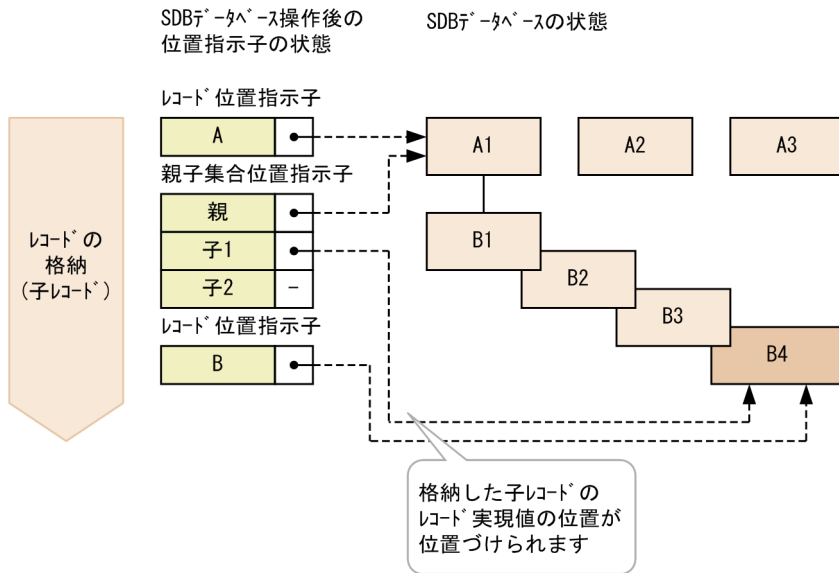 SDBﾃﾞｰﾀﾍﾞｰｽ操作後の
位置指示子の状態
SDBﾃﾞｰﾀﾍﾞｰｽの状態
ﾚｺｰﾄﾞ位置指示子
A
A1
A2
A3
親子集合位置指示子
親
子1
子2
-
B1
B2
B3
B4
ﾚｺｰﾄﾞの
格納
(子ﾚｺｰﾄﾞ)
ﾚｺｰﾄﾞ位置指示子
B
格納した子ﾚｺｰﾄﾞの
ﾚｺｰﾄﾞ実現値の位置が
位置づけられます